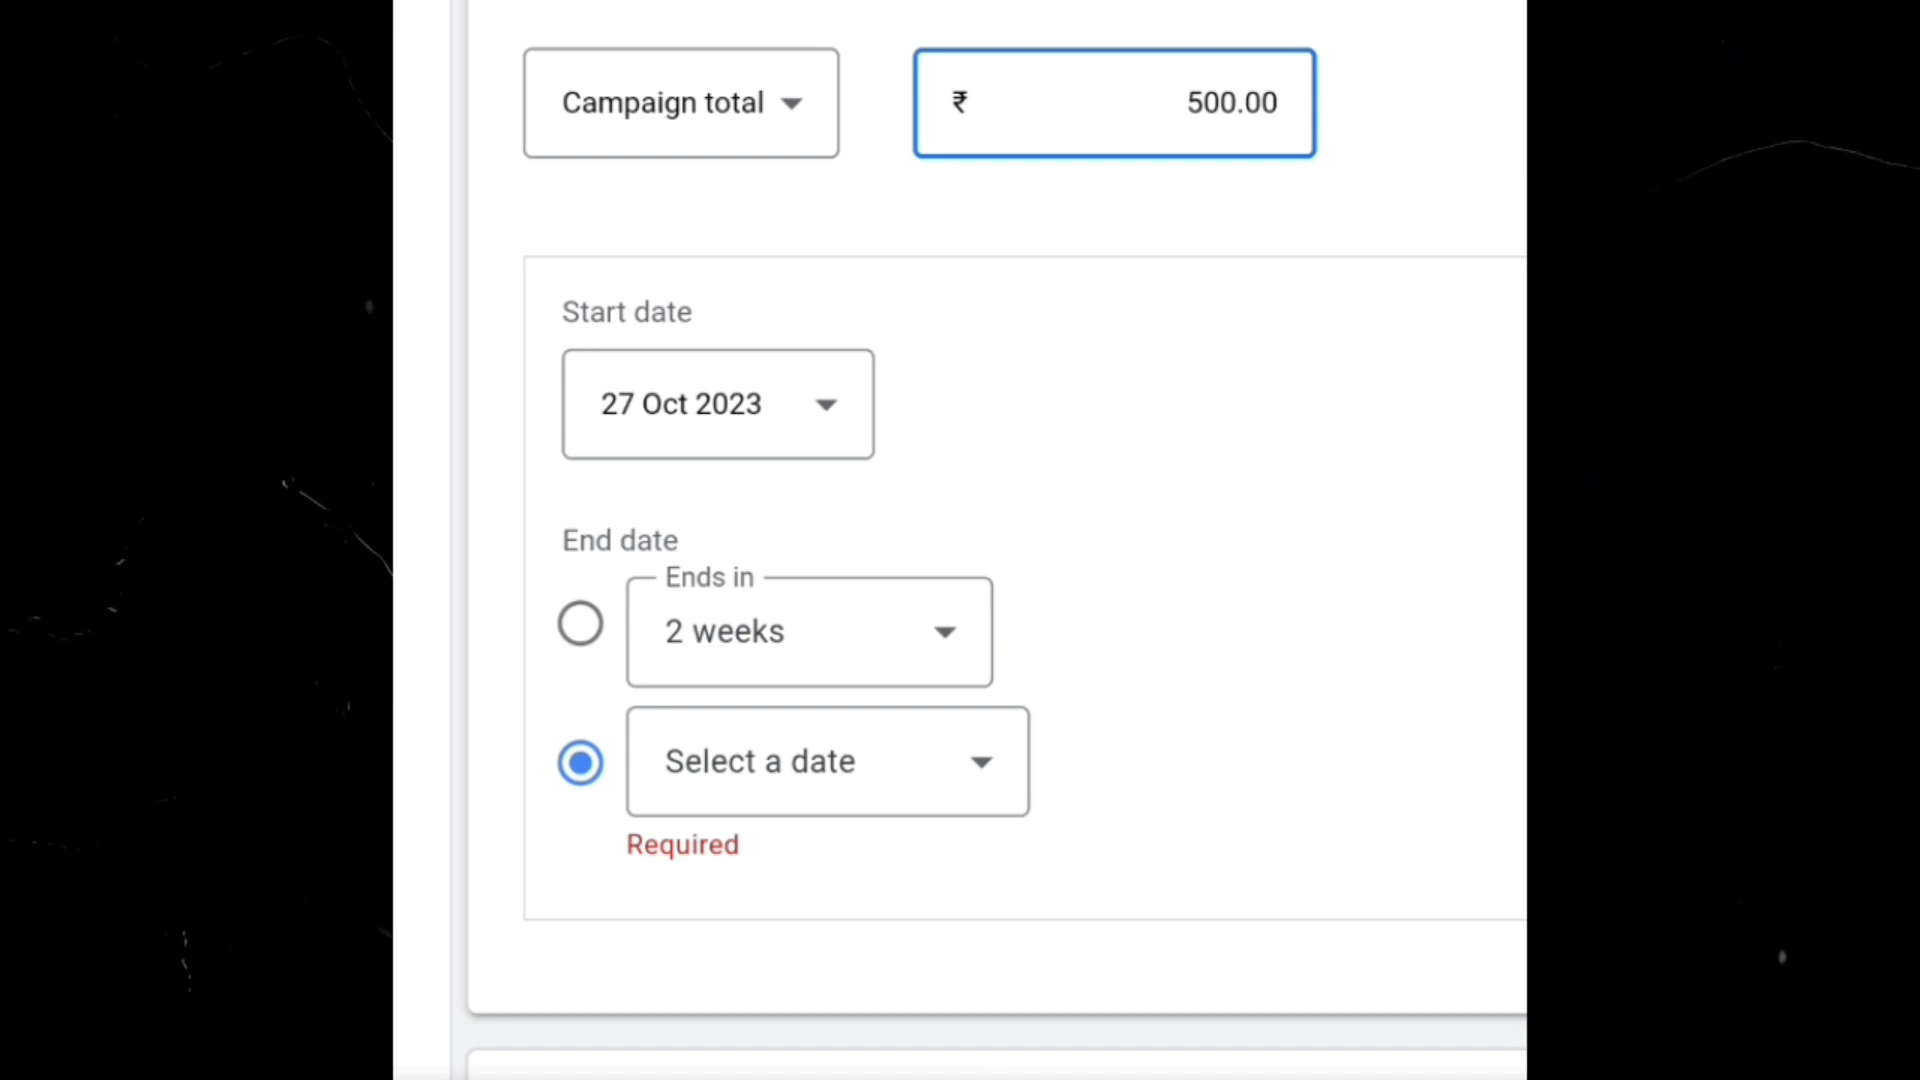 Campaign total
₹ 500.00
Start date
27 Oct 2023
End date
Ends in
2 weeks
Select a date
Required